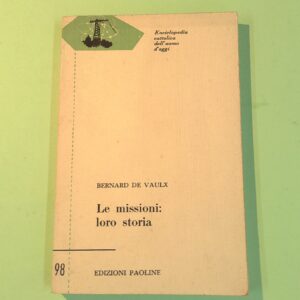 Enciclopedia
cattolica
dell'uomo
d'oggi
BERNARD DE VAULX
Le missioni:
loro storia
98
EDIZIONI PAOLINE